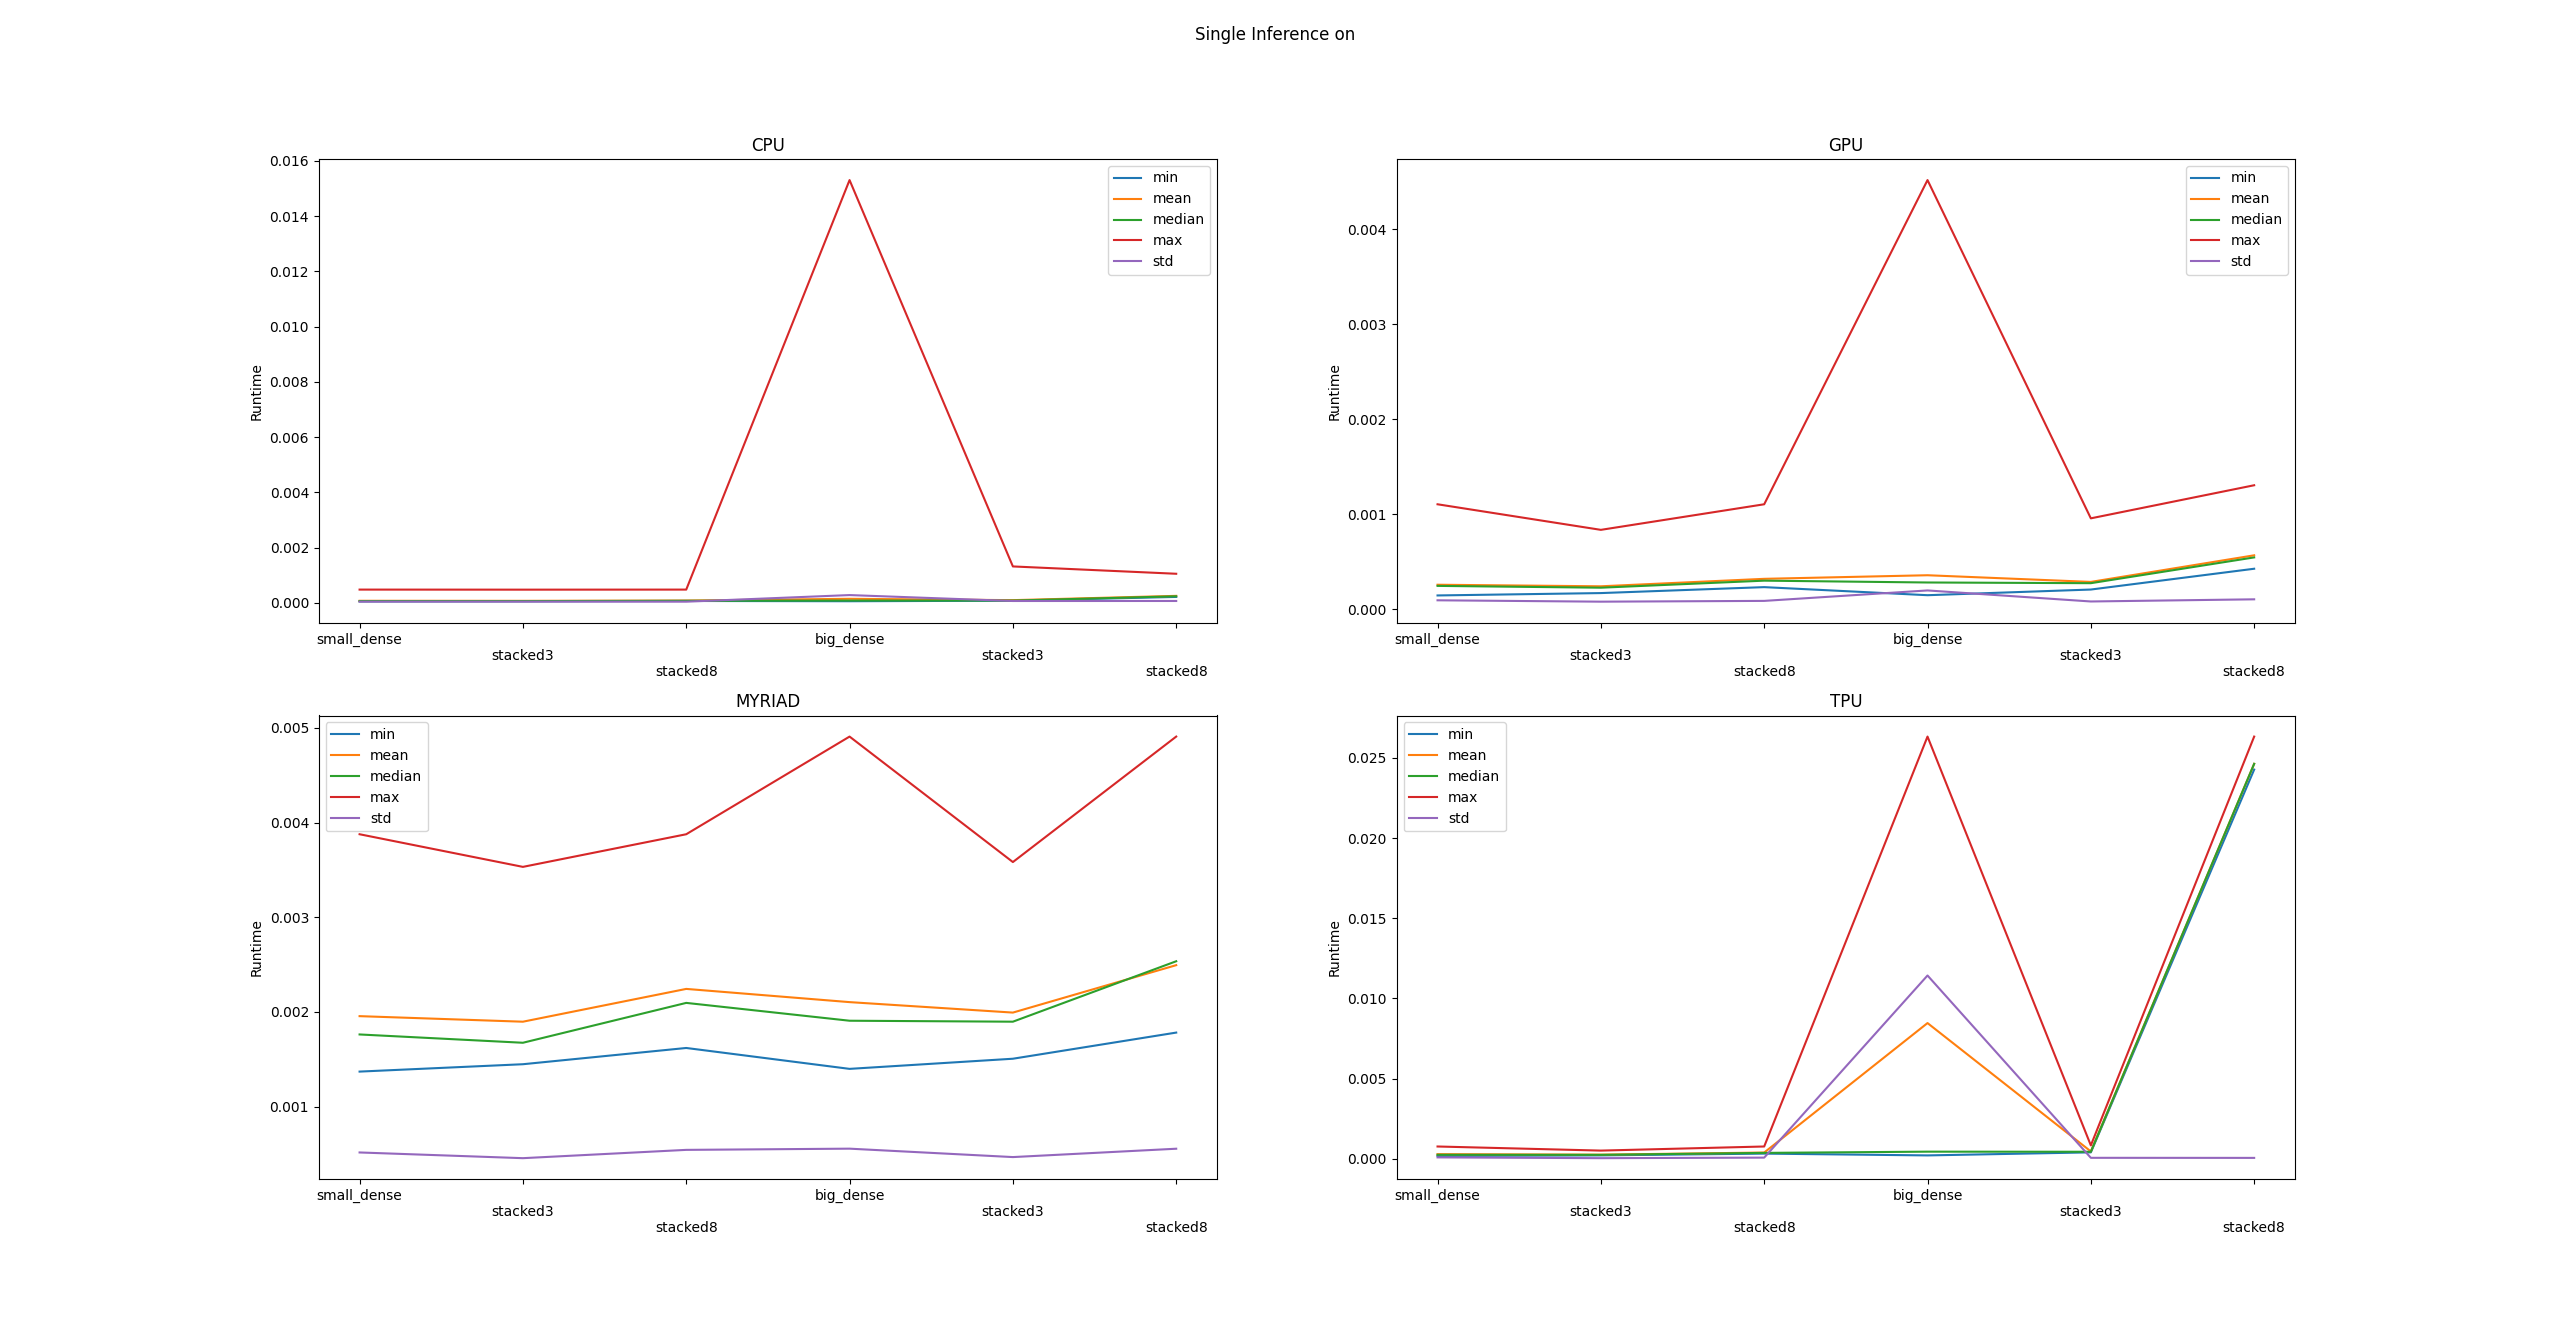 Single Inference on
CPU
0.016
0.014
0.012
0.010
0.008
0.006
0.004
0.002
0.000
Runtime
min
mean
median
max
std
small_dense
stacked3
stacked8
big_dense
stacked3
stacked8
GPU
0.004
0.003
0.002
0.001
0.000
Runtime
min
mean
median
max
std
small_dense
stacked3
stacked8
big_dense
stacked3
stacked8
MYRIAD
0.005
0.004
0.003
0.002
0.001
Runtime
min
mean
median
max
std
small_dense
stacked3
stacked8
big_dense
stacked3
stacked8
TPU
0.025
0.020
0.015
0.010
0.005
0.000
Runtime
min
mean
median
max
std
small_dense
stacked3
stacked8
big_dense
stacked3
stacked8